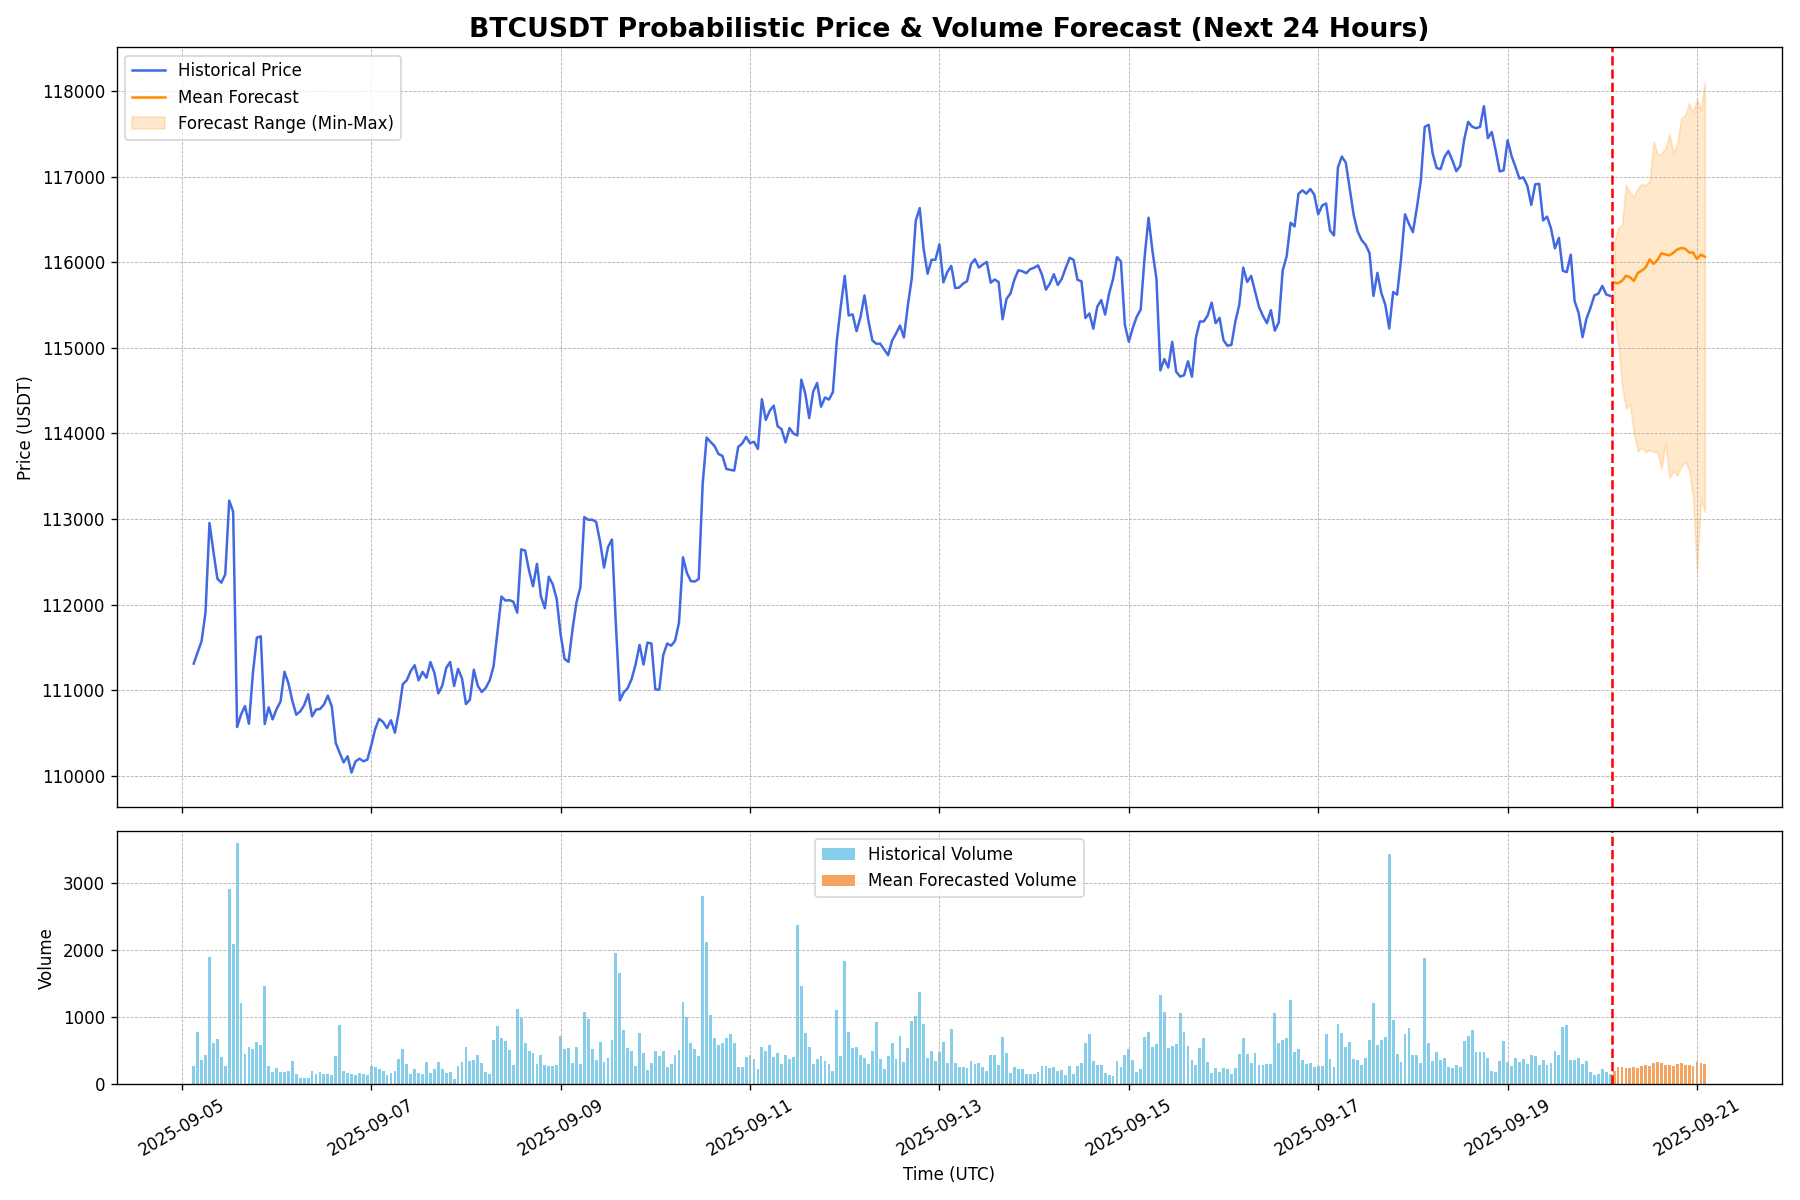 BTCUSDT Probabilistic Price & Volume Forecast (Next 24 Hours)
Historical Price
Mean Forecast
Forecast Range (Min-Max)
118000
117000
116000
115000
114000
113000
112000
111000
110000
Price (USDT)
Historical Volume
Mean Forecasted Volume
3000
2000
1000
0
Volume
2025-09-05
2025-09-07
2025-09-09
2025-09-11
2025-09-13
2025-09-15
2025-09-17
2025-09-19
2025-09-21
Time (UTC)